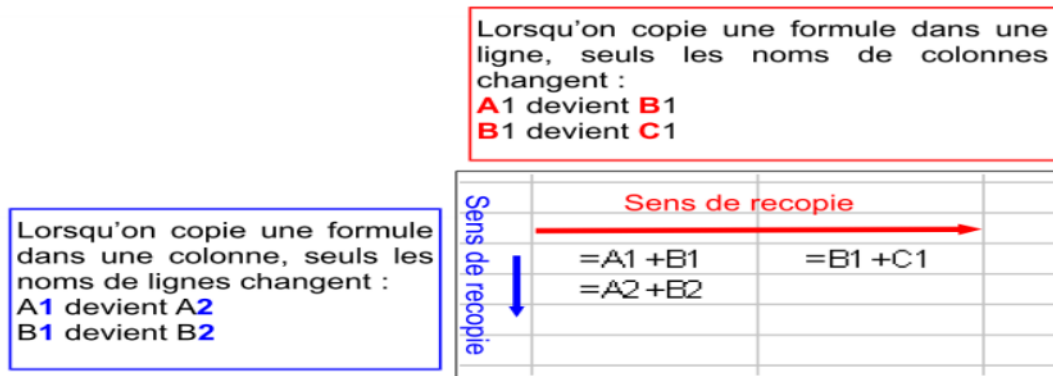 Lorsqu'on copie une formule dans une
ligne, seuls les noms de colonnes
changent :
A1 devient B1
B1 devient C1
Lorsqu'on copie une formule
dans une colonne, seuls les
noms de lignes changent :
A1 devient A2
B1 devient B2
Sens de recopie
Sens de recopie
=A1+B1 =B1+C1
=A2+B2